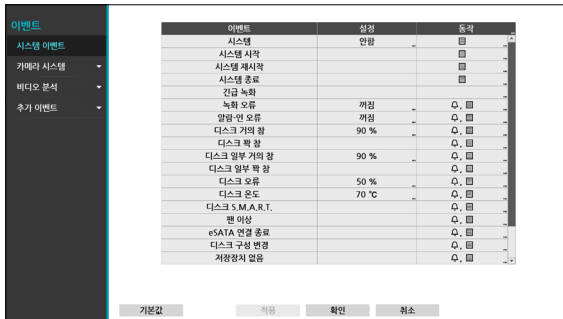 이벤트
시스템 이벤트
카메라 시스템
비디오 분석
추가 이벤트
이벤트 설정 동작
시스템 안함
시스템 시작
시스템 재시작
시스템 종료
긴급 녹화
녹화 오류 꺼짐
알람-인 오류 꺼짐
디스크 거의 참 90 %
디스크 꽉 참
디스크 일부 거의 참 90 %
디스크 일부 꽉 참
디스크 오류 50 %
디스크 온도 70 ℃
디스크 S.M.A.R.T.
팬 이상
eSATA 연결 종료
디스크 구성 변경
저장장치 없음
기본값 적용 확인 취소